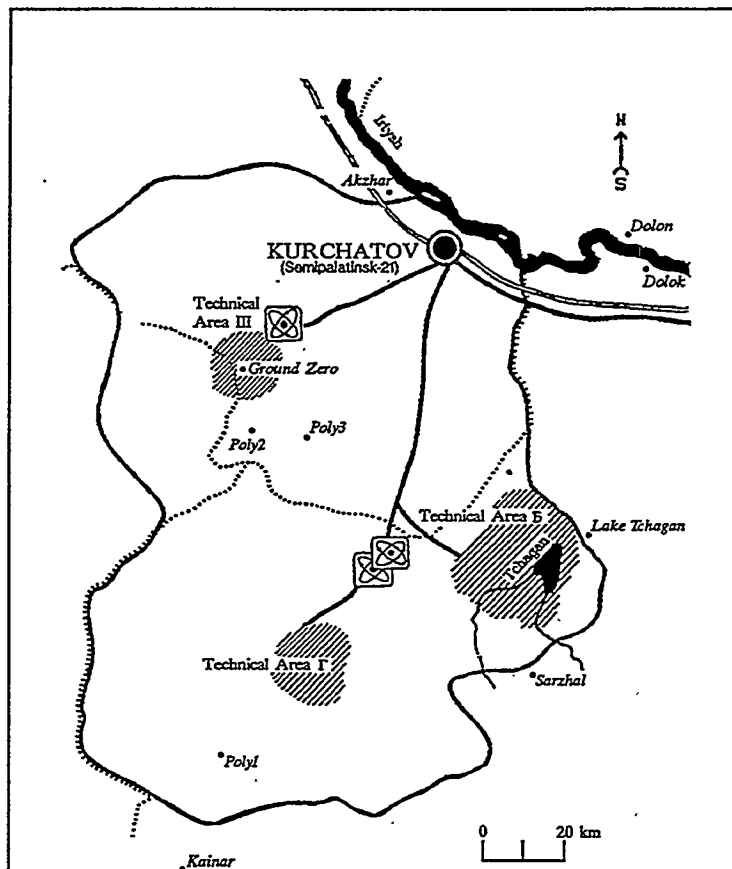 Irtysh
N
S
Akzhar
Dolon
KURCHATOV
(Semipalatinsk-21)
Dolok
Technical
Area III
Ground Zero
Poly2
Poly3
Technical Area Б
Lake Tchagan
Tchagan
Technical Area Г
Sarzhal
Poly1
0 20 km
Kainar